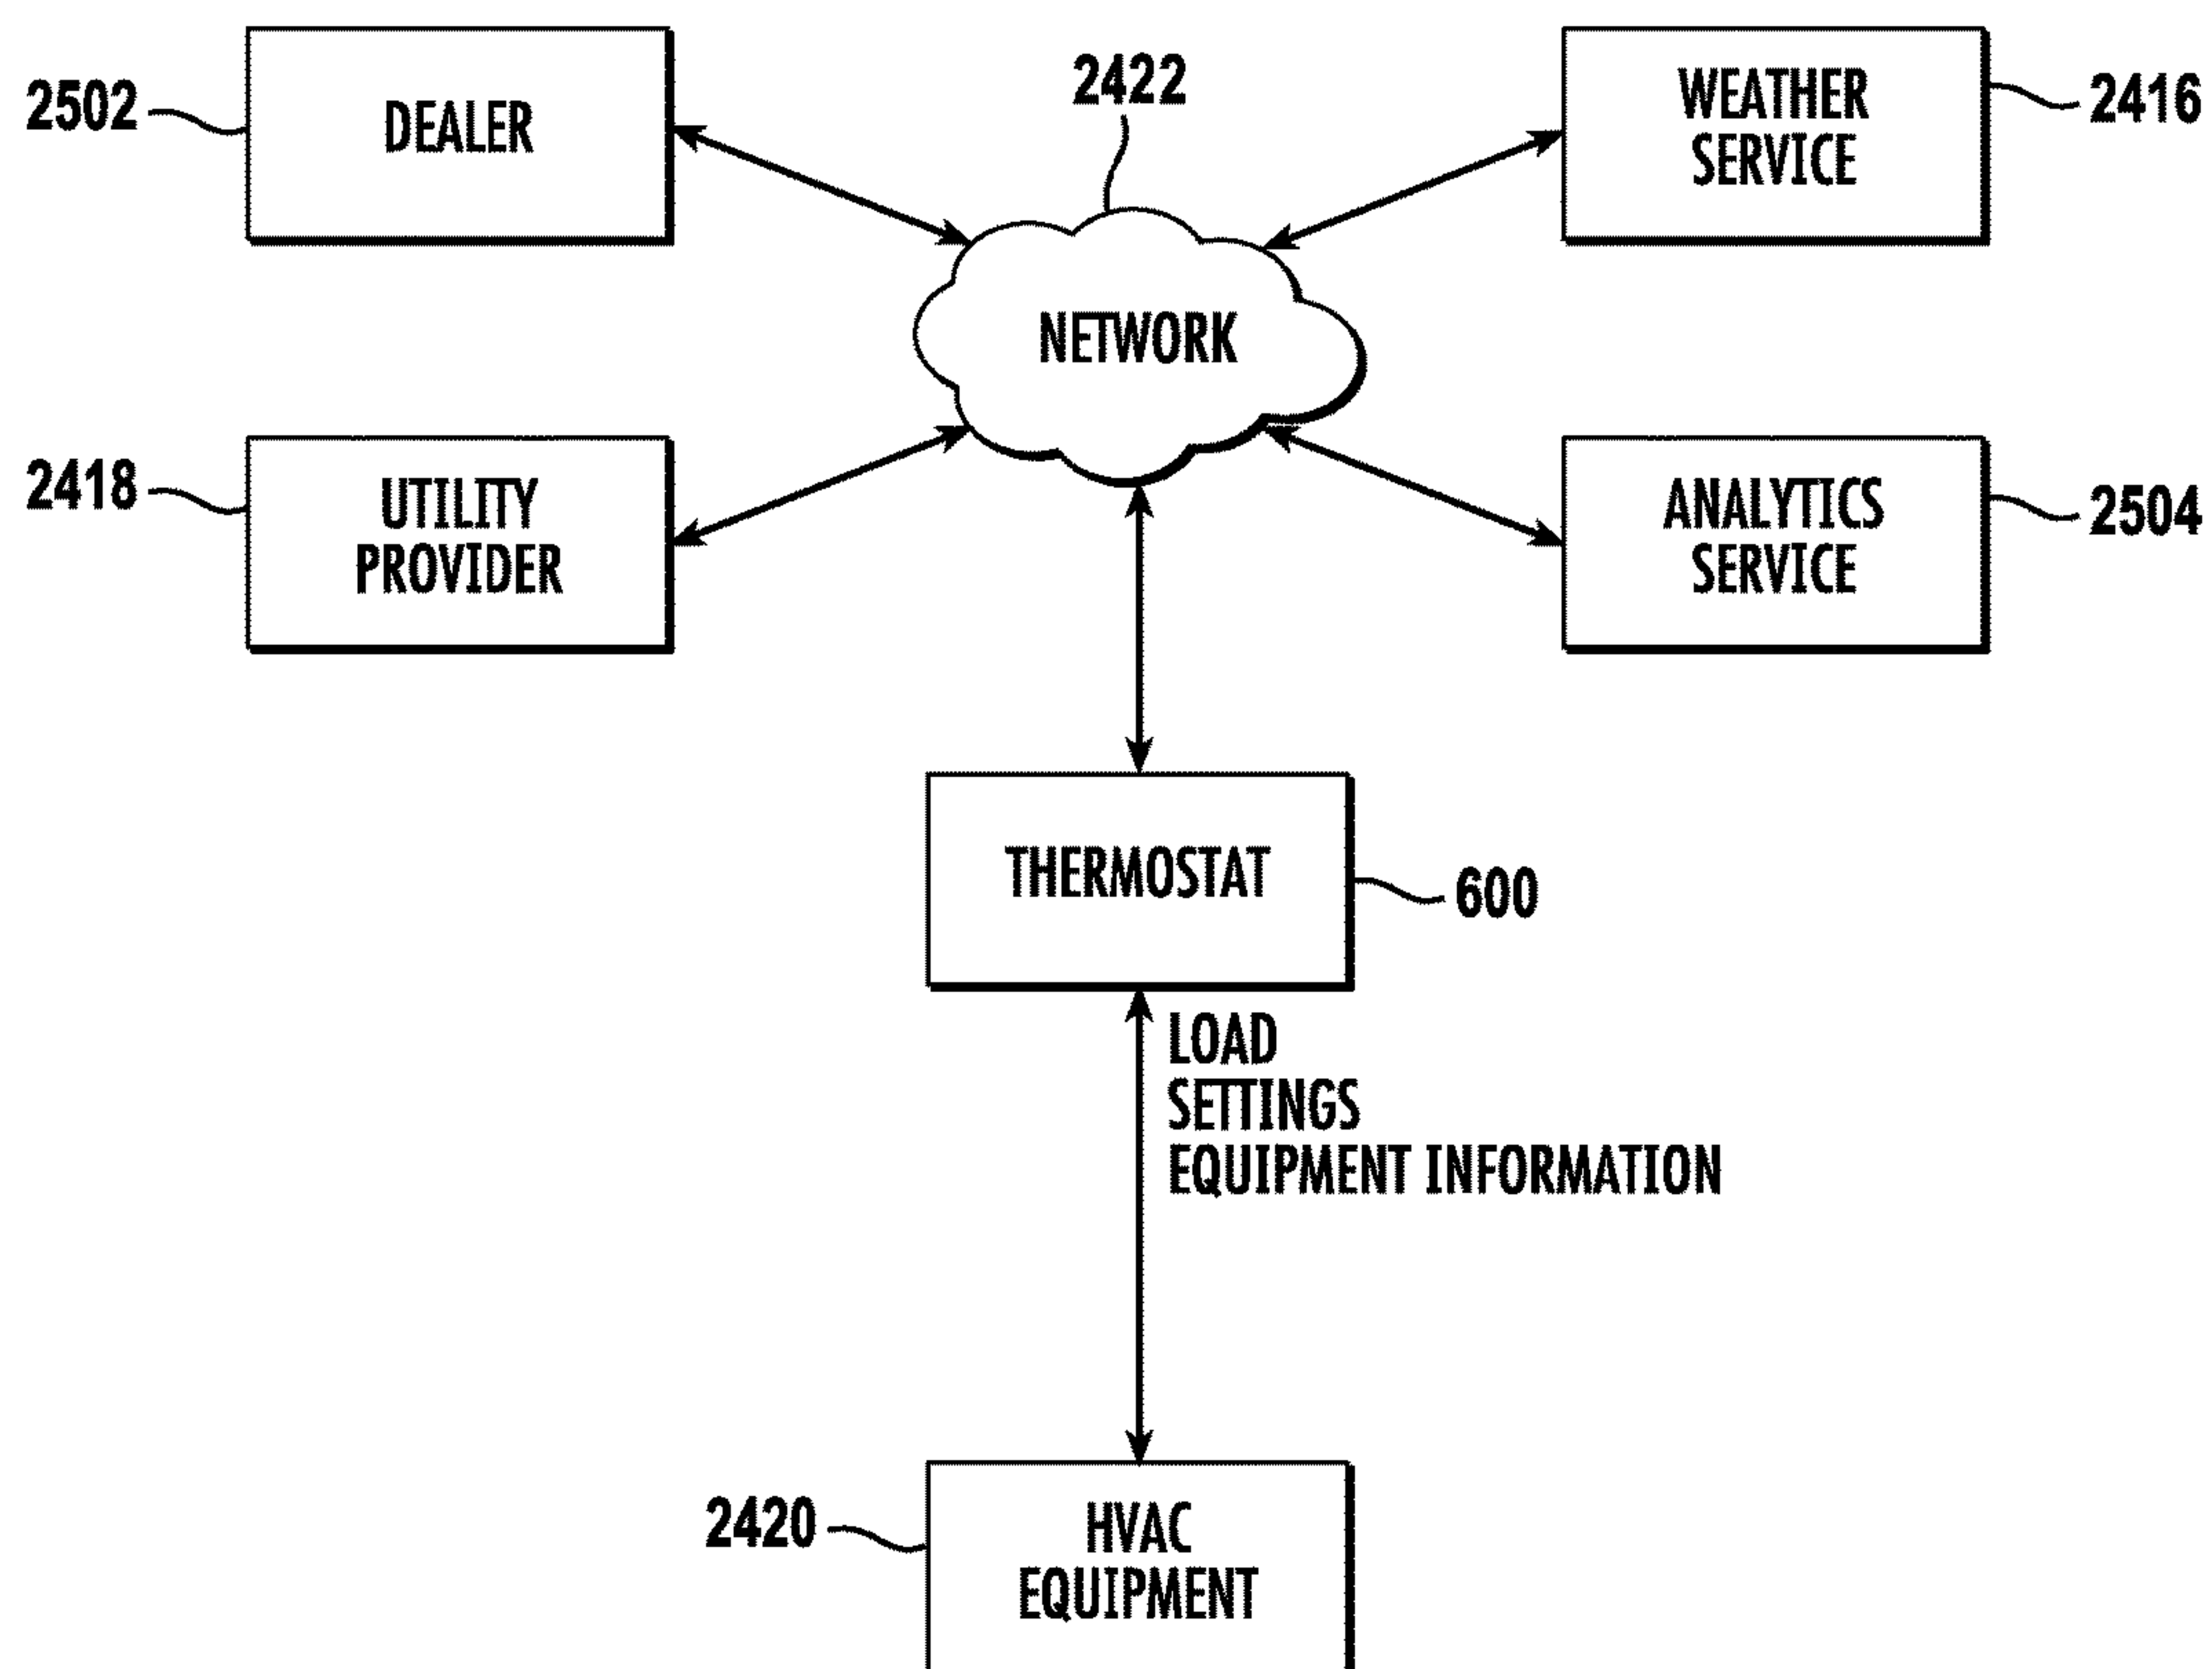 2502
DEALER
2422
WEATHER
SERVICE
2416
NETWORK
2418
UTILITY
PROVIDER
ANALYTICS
SERVICE
2504
THERMOSTAT
600
LOAD
SETTINGS
EQUIPMENT INFORMATION
2420
HVAC
EQUIPMENT